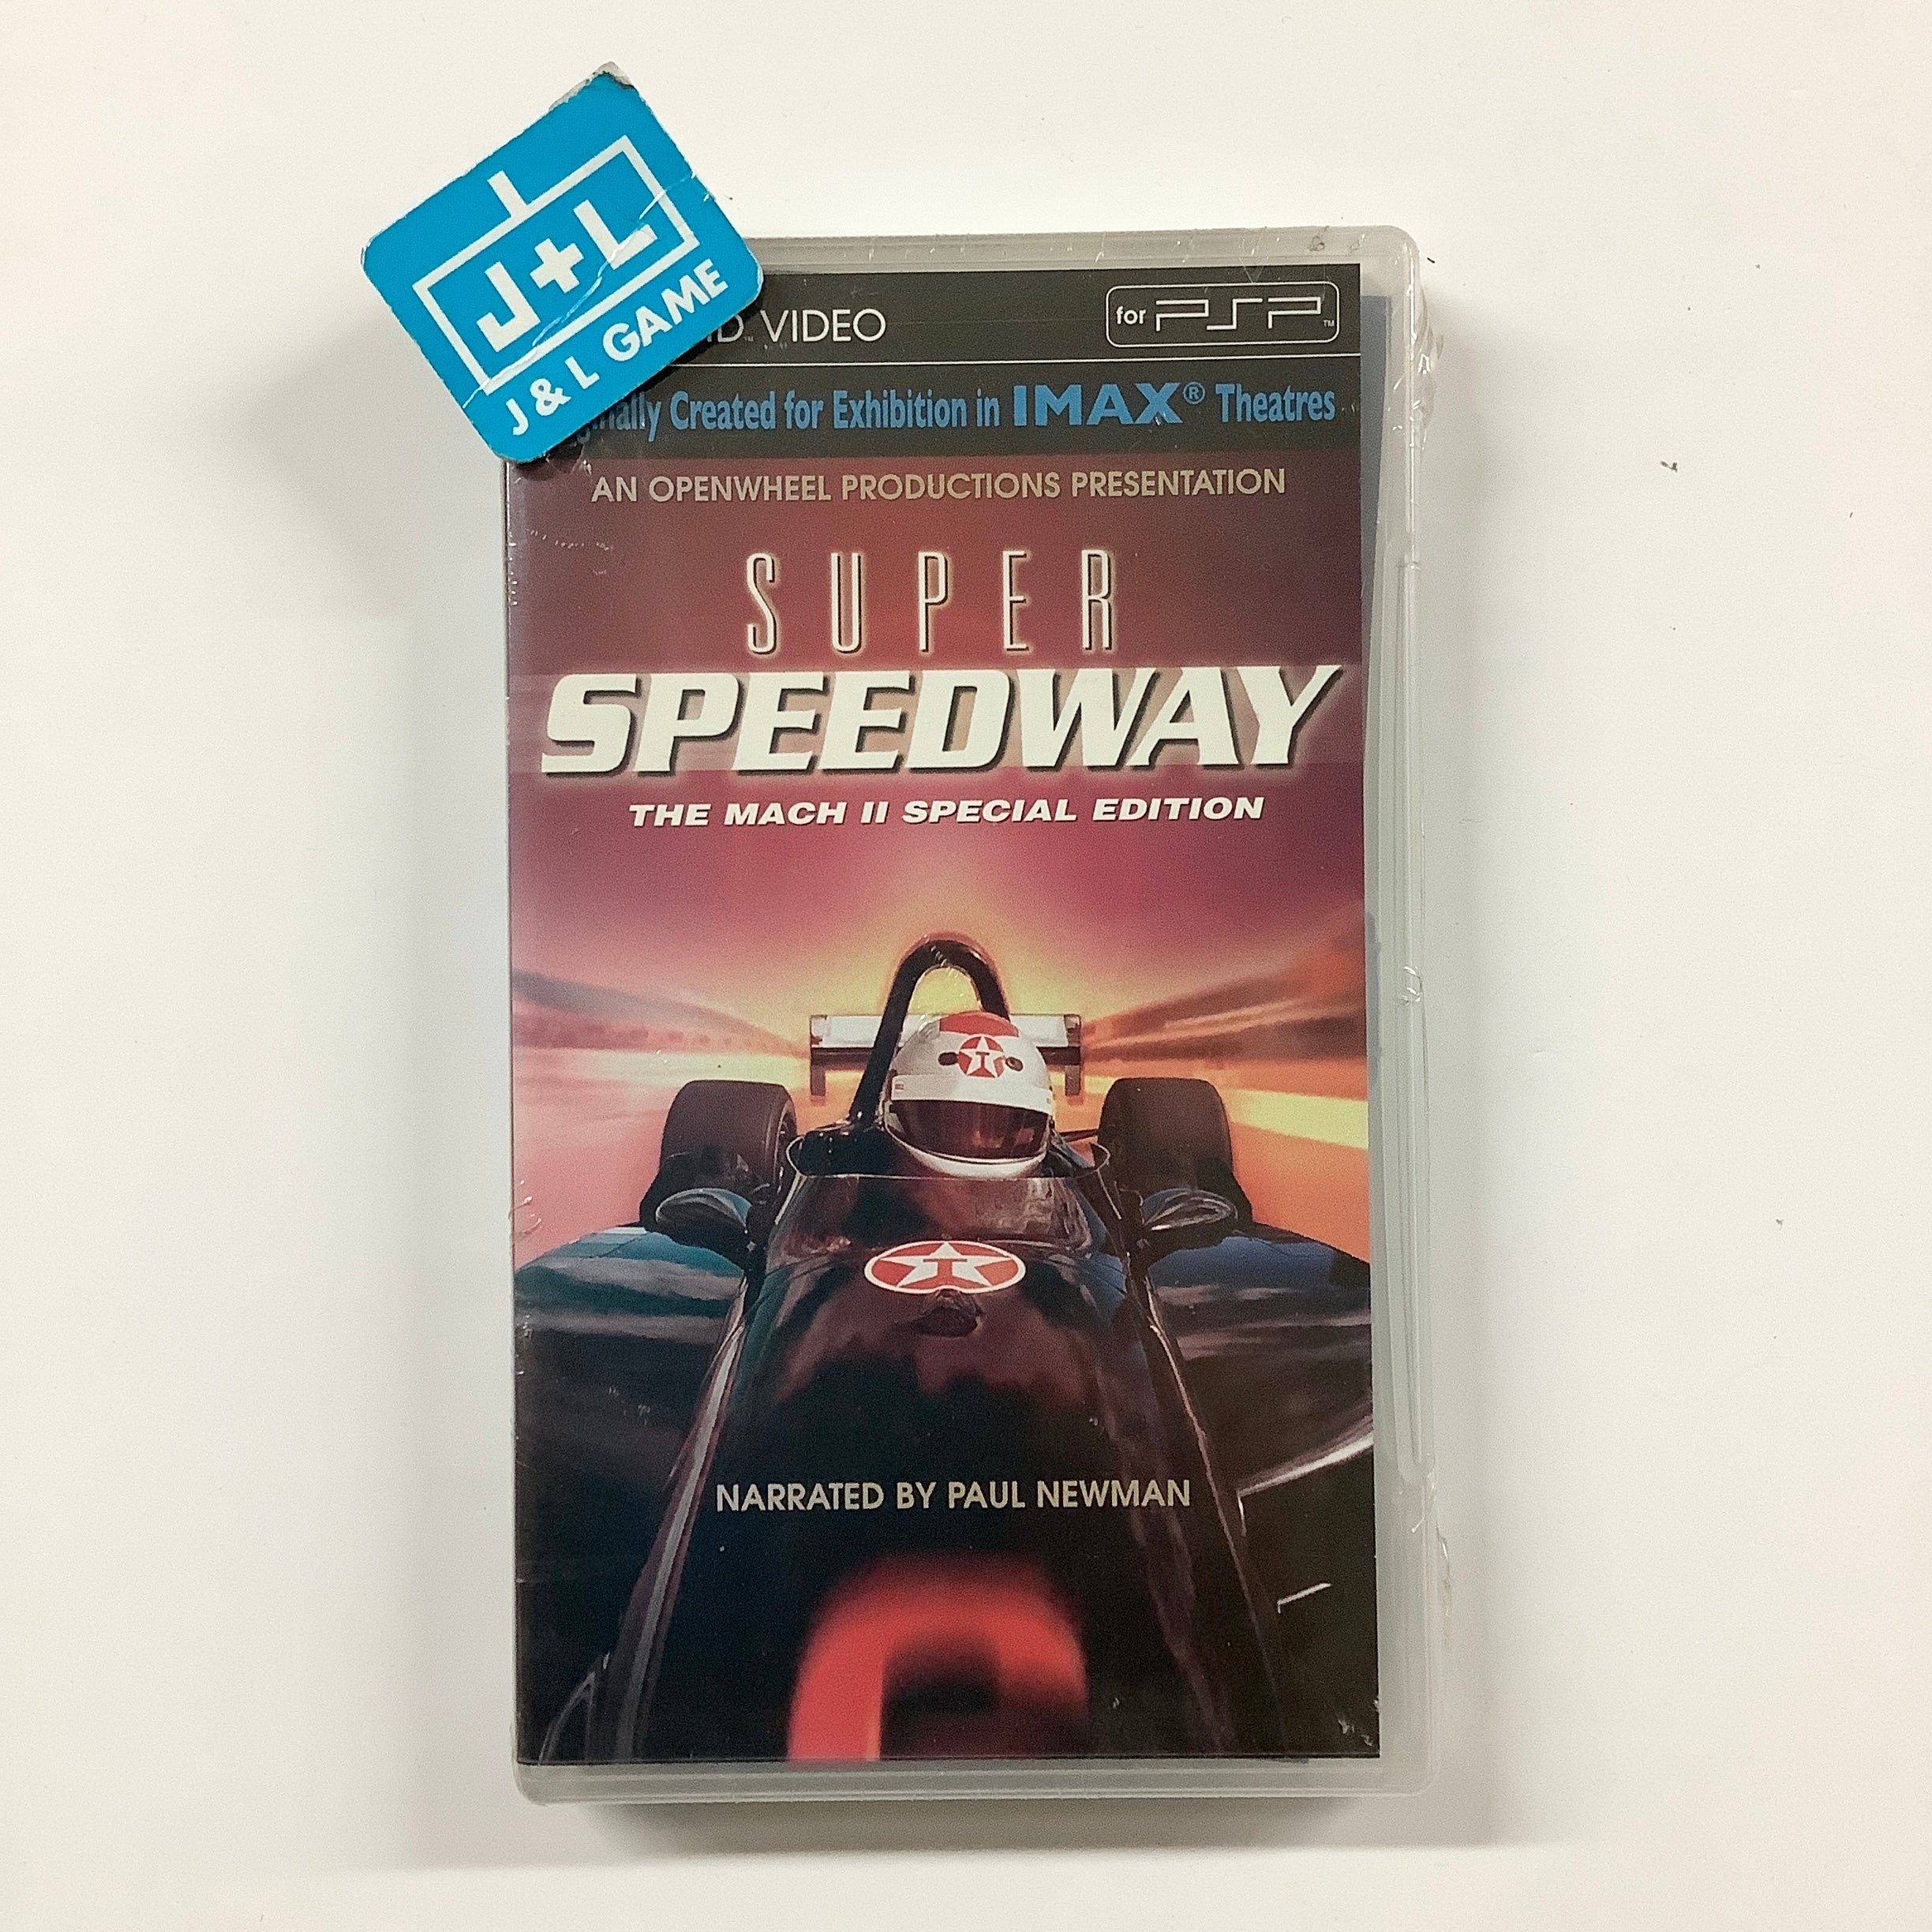 J+L
J & L GAME
VIDEO
for PSP™
Created for Exhibition in IMAX® Theatres
AN OPENWHEEL PRODUCTIONS PRESENTATION
SUPER
SPEEDWAY
THE MACH II SPECIAL EDITION
T
T
NARRATED BY PAUL NEWMAN